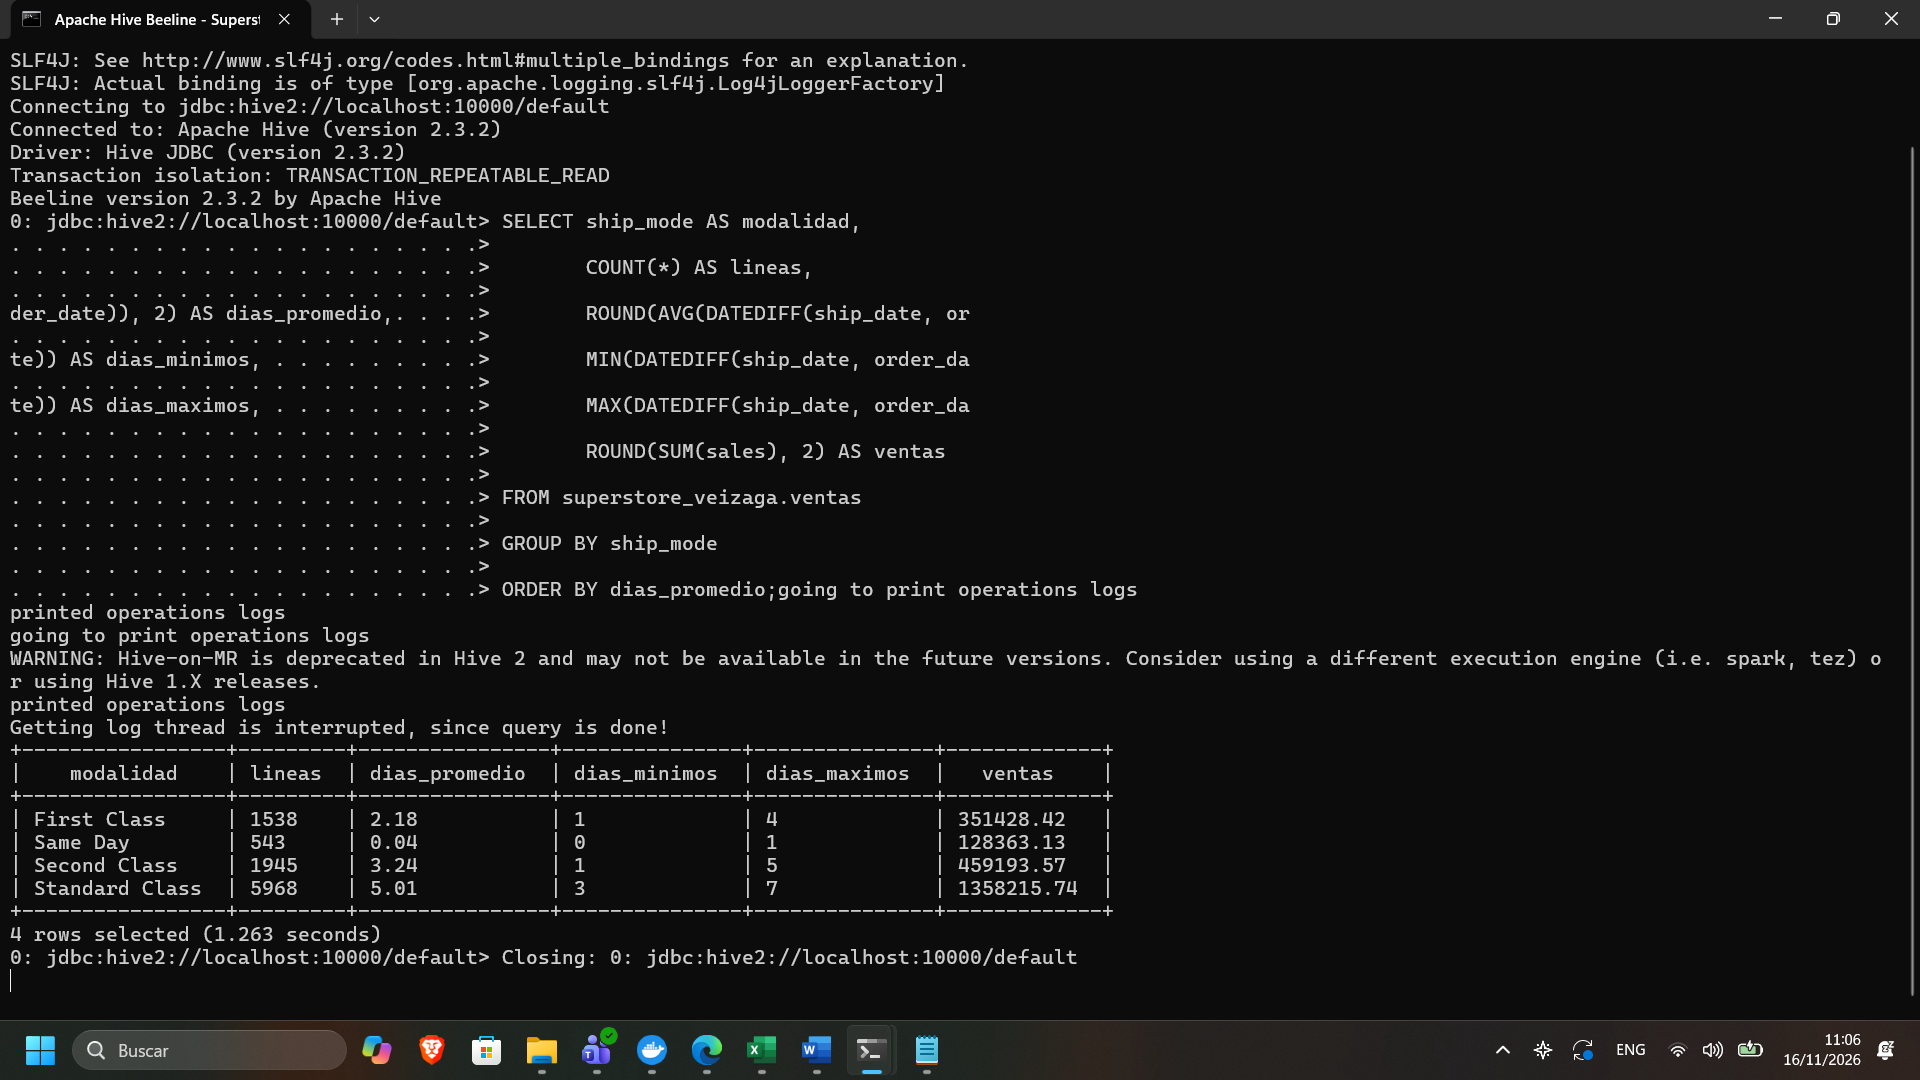 Apache Hive Beeline - Supers
SLF4J: See http://www.slf4j.org/codes.html#multiple_bindings for an explanation.
SLF4J: Actual binding is of type [org.apache.logging.slf4j.Log4jLoggerFactory]
Connecting to jdbc:hive2://localhost:10000/default
Connected to: Apache Hive (version 2.3.2)
Driver: Hive JDBC (version 2.3.2)
Transaction isolation: TRANSACTION_REPEATABLE_READ
Beeline version 2.3.2 by Apache Hive
0: jdbc:hive2://localhost:10000/default> SELECT ship_mode AS modalidad,
. . . . . . . . . . . . . . . . . . . .>
. . . . . . . . . . . . . . . . . . . .>        COUNT(*) AS lineas,
. . . . . . . . . . . . . . . . . . . .>
der_date)), 2) AS dias_promedio,. . . .>        ROUND(AVG(DATEDIFF(ship_date, or
. . . . . . . . . . . . . . . . . . . .>
te)) AS dias_minimos, . . . . . . . . .>        MIN(DATEDIFF(ship_date, order_da
. . . . . . . . . . . . . . . . . . . .>
te)) AS dias_maximos, . . . . . . . . .>        MAX(DATEDIFF(ship_date, order_da
. . . . . . . . . . . . . . . . . . . .>
. . . . . . . . . . . . . . . . . . . .>        ROUND(SUM(sales), 2) AS ventas
. . . . . . . . . . . . . . . . . . . .>
. . . . . . . . . . . . . . . . . . . .> FROM superstore_veizaga.ventas
. . . . . . . . . . . . . . . . . . . .>
. . . . . . . . . . . . . . . . . . . .> GROUP BY ship_mode
. . . . . . . . . . . . . . . . . . . .>
. . . . . . . . . . . . . . . . . . . .> ORDER BY dias_promedio;going to print operations logs
printed operations logs
going to print operations logs
WARNING: Hive-on-MR is deprecated in Hive 2 and may not be available in the future versions. Consider using a different execution engine (i.e. spark, tez) o
r using Hive 1.X releases.
printed operations logs
Getting log thread is interrupted, since query is done!
+-----------------+---------+----------------+---------------+---------------+-------------+
|    modalidad    | lineas  | dias_promedio  | dias_minimos  | dias_maximos  |   ventas    |
+-----------------+---------+----------------+---------------+---------------+-------------+
| First Class     | 1538    | 2.18           | 1             | 4             | 351428.42   |
| Same Day        | 543     | 0.04           | 0             | 1             | 128363.13   |
| Second Class    | 1945    | 3.24           | 1             | 5             | 459193.57   |
| Standard Class  | 5968    | 5.01           | 3             | 7             | 1358215.74  |
+-----------------+---------+----------------+---------------+---------------+-------------+
4 rows selected (1.263 seconds)
0: jdbc:hive2://localhost:10000/default> Closing: 0: jdbc:hive2://localhost:10000/default
Buscar
ENG
11:06
16/11/2026